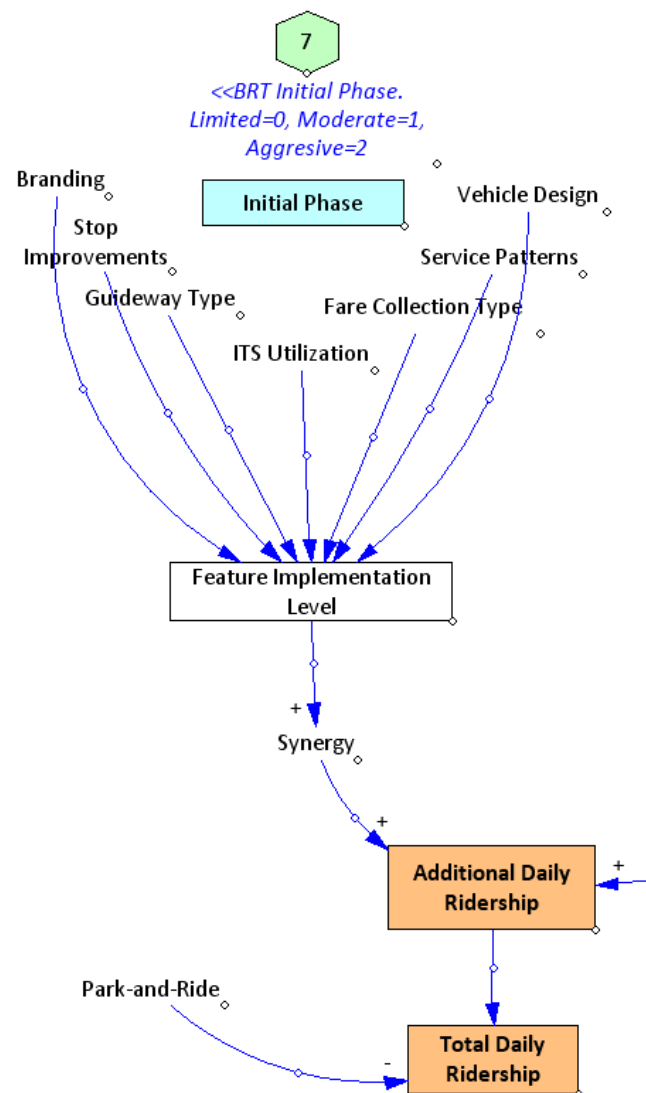 7
<<BRT Initial Phase.
Limited=0, Moderate=1,
Aggresive=2
Branding
Initial Phase
Vehicle Design
Stop
Improvements
Service Patterns
Guideway Type
Fare Collection Type
ITS Utilization
Feature Implementation
Level
+
Synergy
+
+
Additional Daily
Ridership
Park-and-Ride
-
Total Daily
Ridership